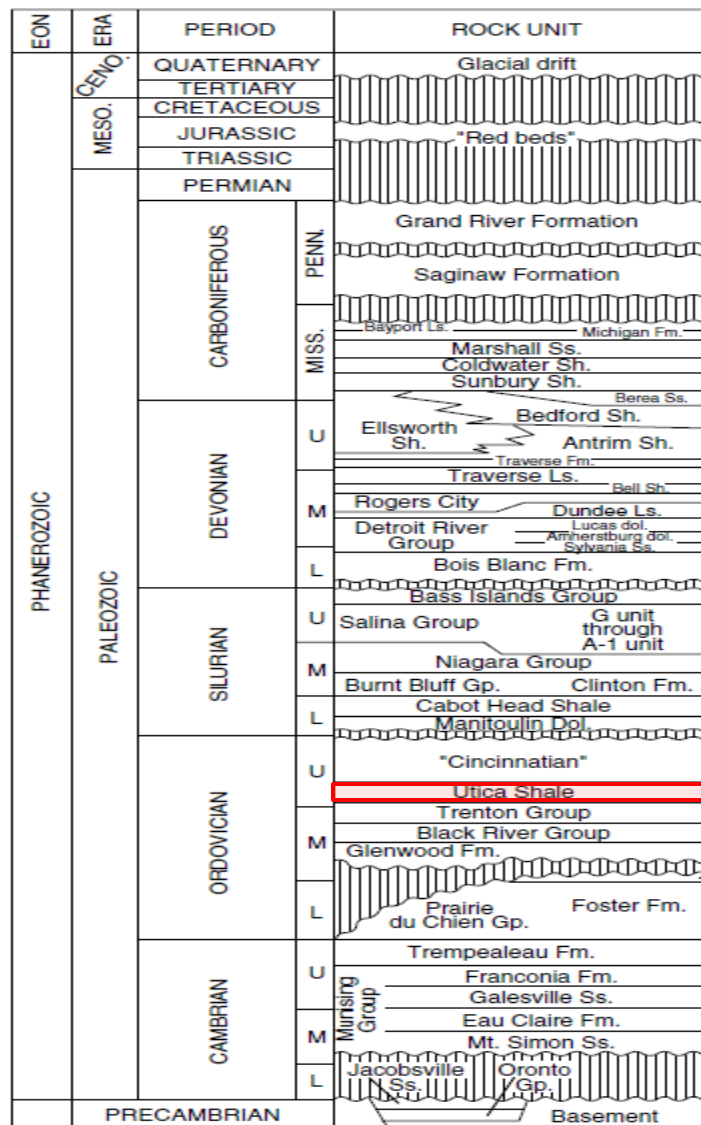 EON ERA PERIOD ROCK UNIT
PHANEROZOIC
CENO.
QUATERNARY Glacial drift
TERTIARY
MESO.
CRETACEOUS
JURASSIC "Red beds"
TRIASSIC
PALEOZOIC
PERMIAN
CARBONIFEROUS
PENN.
Grand River Formation
Saginaw Formation
MISS.
Bayport Ls. Michigan Fm.
Marshall Ss.
Coldwater Sh.
Sunbury Sh.
DEVONIAN
Berea Ss.
U
Bedford Sh.
Ellsworth
Sh.
Antrim Sh.
Traverse Fm.
M
Traverse Ls.
Bell Sh.
Rogers City Dundee Ls.
Detroit River
Group
Lucas dol.
Amherstburg dol.
Sylvania Ss.
L Bois Blanc Fm.
SILURIAN
U
Bass Islands Group
Salina Group
G unit
through
A-1 unit
M
Niagara Group
Burnt Bluff Gp. Clinton Fm.
L
Cabot Head Shale
Manitoulin Dol.
ORDOVICIAN
U
"Cincinnatian"
Utica Shale
M
Trenton Group
Black River Group
Glenwood Fm.
L
Prairie
du Chien Gp.
Foster Fm.
CAMBRIAN
U
Trempealeau Fm.
Munising
Group
Franconia Fm.
Galesville Ss.
M
Eau Claire Fm.
Mt. Simon Ss.
L
Jacobsville
Ss.
Oronto
Gp.
PRECAMBRIAN Basement